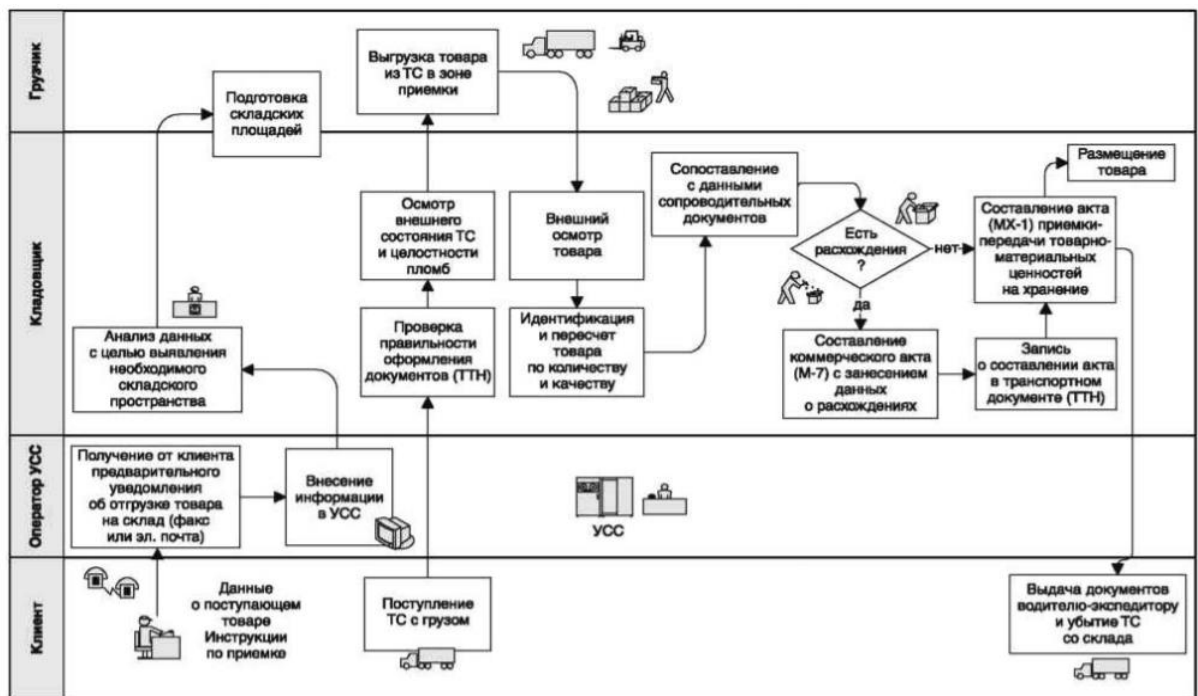 Грузчик
Выгрузка товара
из ТС в зоне
приемки
Подготовка
складских
площадей
Кладовщик
Осмотр
внешнего
состояния ТС
и целостности
пломб
Внешний
осмотр
товара
Сопоставление
с данными
сопроводительных
документов
Есть
расхождения
?
нет
да
Размещение
товара
Составление акта
(МХ-1) приемки-
передачи товарно-
материальных
ценностей
на хранение
Анализ данных
с целью выявления
необходимого
складского
пространства
Проверка
правильности
оформления
документов (ТТН)
Идентификация
и пересчет
товара
по количеству
и качеству
Составление
коммерческого акта
(М-7) с занесением
данных
о расхождениях
Запись
о составлении акта
в транспортном
документе (ТТН)
Оператор УСС
Получение от клиента
предварительного
уведомления
об отгрузке товара
на склад (факс
или эл. почта)
Внесение
информации
в УСС
УСС
Клиент
Данные
о поступающем
товаре
Инструкции
по приемке
Поступление
ТС с грузом
Выдача документов
водителю-экспедитору
и убытие ТС
со склада